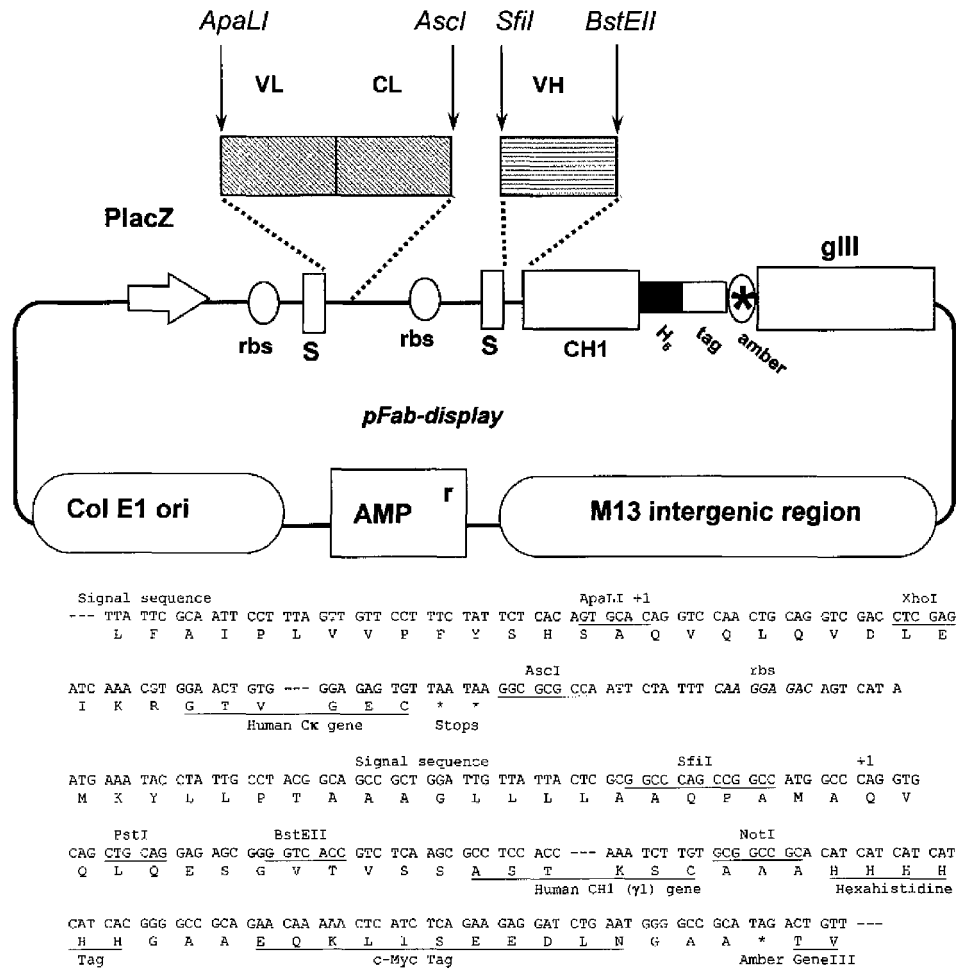 ApaLI AscI SfiI BstEII
VL CL VH
PlacZ
gIII
rbs S rbs S CH1 H6 tag amber
*
pFab-display
Col E1 ori AMP r M13 intergenic region
Signal sequence ApaLI +1 XhoI
--- TTA TTC GCA ATT CCT TTA GTT GTT CCT TTC TAT TCT CAC AGT GCA CAG GTC CAA CTG CAG GTC GAC CTC GAG
L F A I P L V V P F Y S H S A Q V Q L Q V D L E
AscI rbs
ATC AAA CGT GGA ACT GTG --- GGA GAG TGT TAA TAA GGC GCG CCA ATT CTA TTT CAA GGA GAC AGT CAT A
I K R G T V G E C * *
Human Cκ gene Stops
Signal sequence SfiI +1
ATG AAA TAC CTA TTG CCT ACG GCA GCC GCT GGA TTG TTA TTA CTC GCG GCC CAG CCG GCC ATG GCC CAG GTG
M K Y L L P T A A A G L L L L A A Q P A M A Q V
PstI BstEII NotI
CAG CTG CAG GAG AGC GGG GTC ACC GTC TCA AGC GCC TCC ACC --- AAA TCT TGT GCG GCC GCA CAT CAT CAT CAT
Q L Q E S G V T V S S A S T K S C A A A H H H H
Human CH1 (γ1) gene Hexahistidine
CAT CAC GGG GCC GCA GAA CAA AAA CTC ATC TCA GAA GAG GAT CTG AAT GGG GCC GCA TAG ACT GTT ---
H H G A A E Q K L I S E E D L N G A A * T V
Tag c-Myc Tag Amber GeneIII